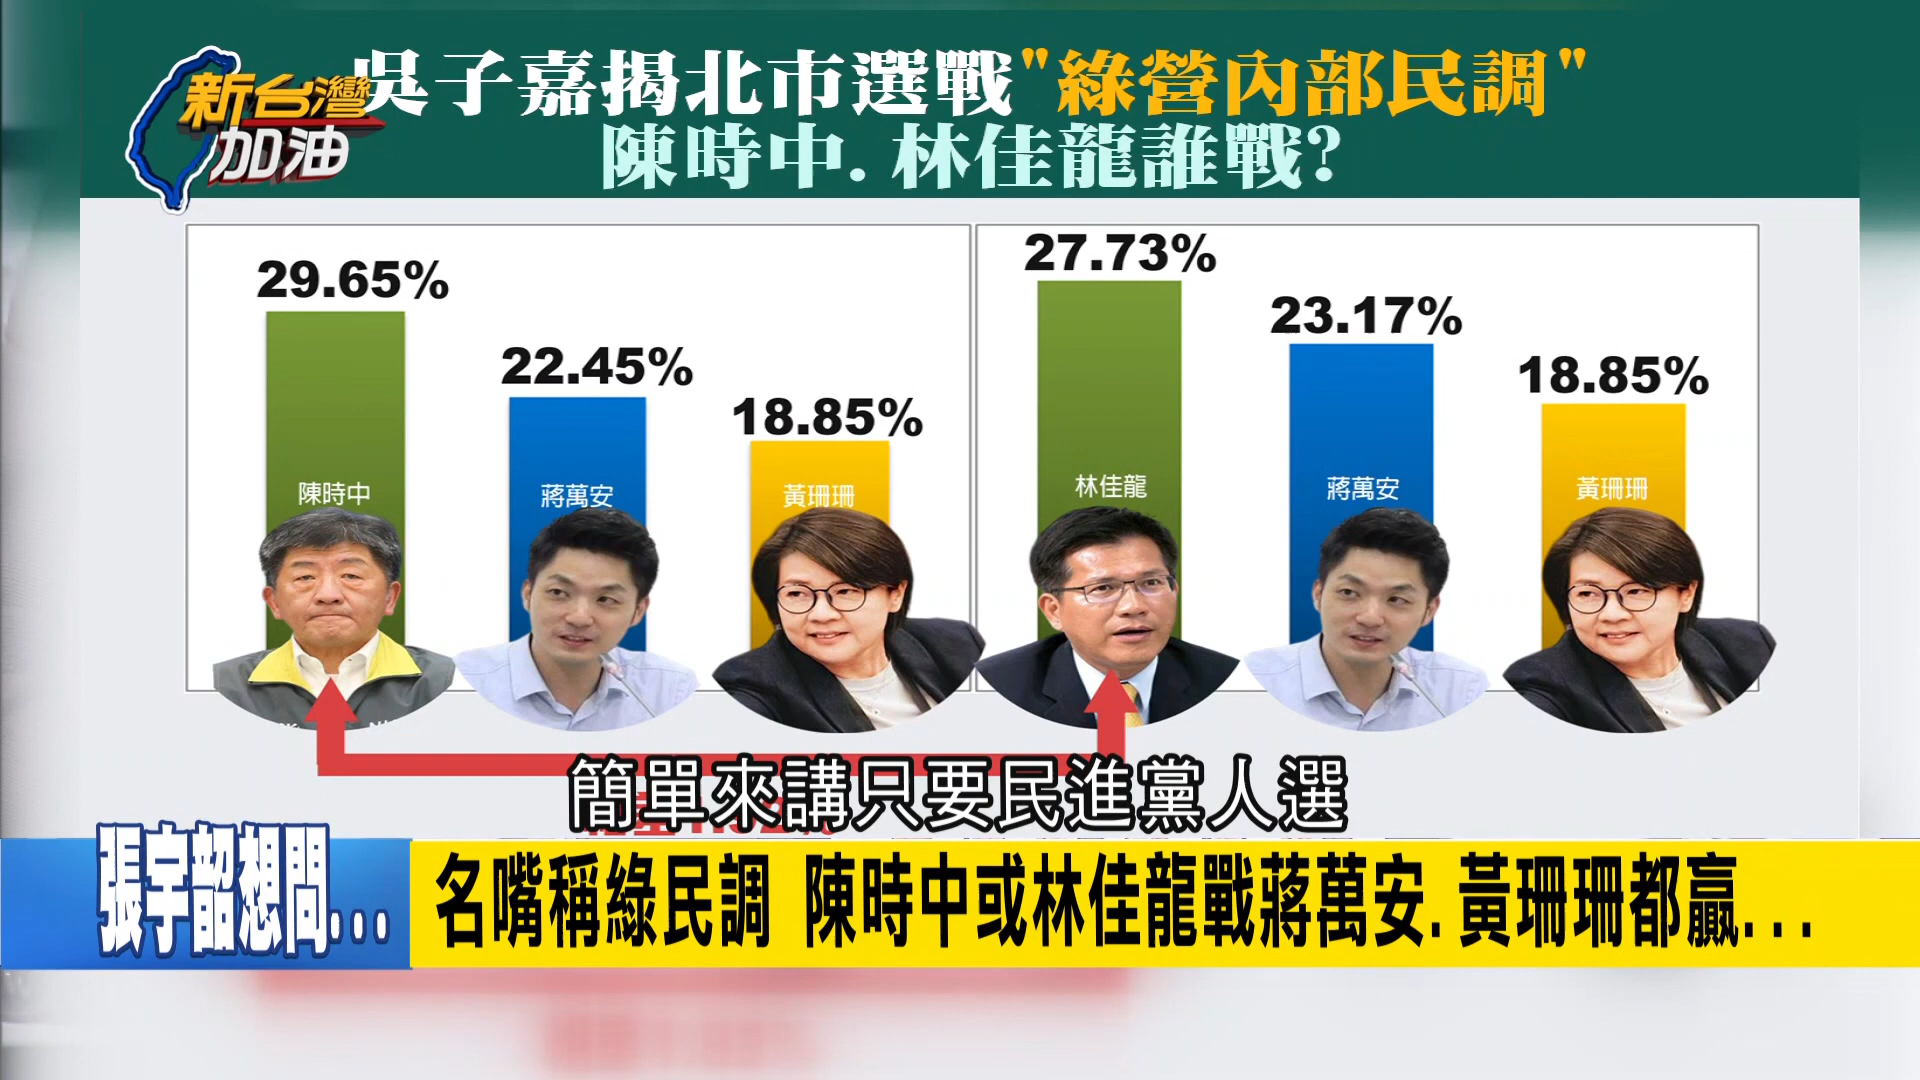 新台灣
加油
吳子嘉揭北市選戰"綠營內部民調"
陳時中.林佳龍誰戰?
29.65%
22.45%
18.85%
27.73%
23.17%
18.85%
陳時中
蔣萬安
黃珊珊
林佳龍
蔣萬安
黃珊珊
簡單來講只要民進黨人選
張宇韶想問...
名嘴稱綠民調 陳時中或林佳龍戰蔣萬安.黃珊珊都贏...